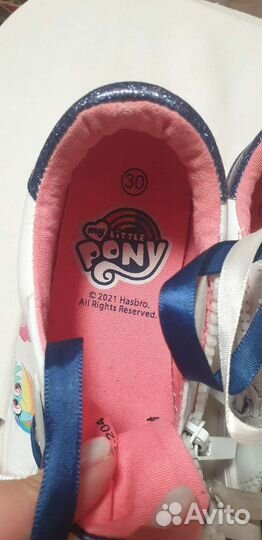 30
my LITTLE
PONY
© 2021 Hasbro.
All Rights Reserved.
Avito